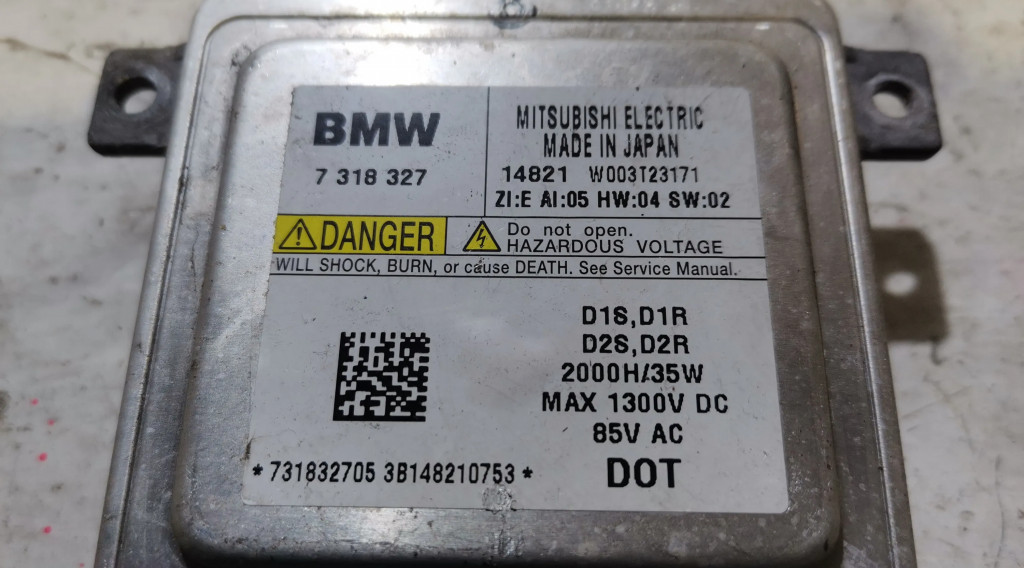 BMW
7 318 327
MITSUBISHI ELECTRIC
MADE IN JAPAN
14821 W003T23171
ZI:E AI:05 HW:04 SW:02
DANGER
Do not open.
HAZARDOUS VOLTAGE
WILL SHOCK, BURN, or cause DEATH. See Service Manual.
D1S,D1R
D2S,D2R
2000H/35W
MAX 1300V DC
85V AC
*731832705 3B148210753*
DOT